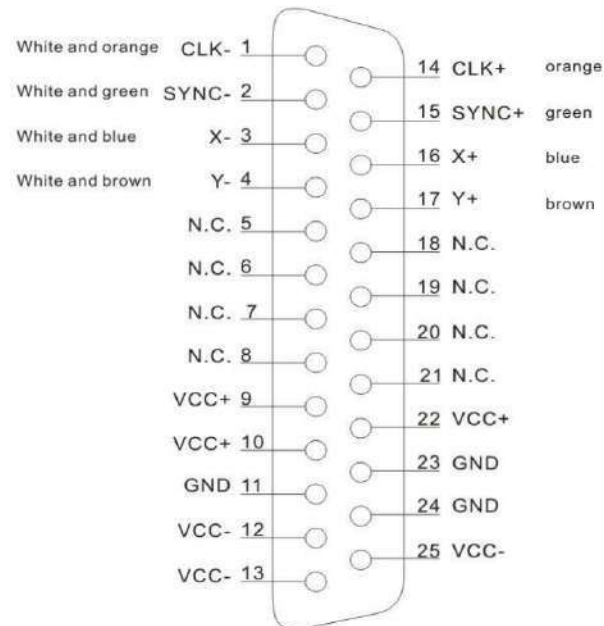 White and orange CLK- 1
14 CLK+ orange
White and green SYNC- 2
15 SYNC+ green
White and blue X- 3
16 X+ blue
White and brown Y- 4
17 Y+ brown
N.C. 5
18 N.C.
N.C. 6
19 N.C.
N.C. 7
20 N.C.
N.C. 8
21 N.C.
VCC+ 9
22 VCC+
VCC+ 10
23 GND
GND 11
24 GND
VCC- 12
25 VCC-
VCC- 13